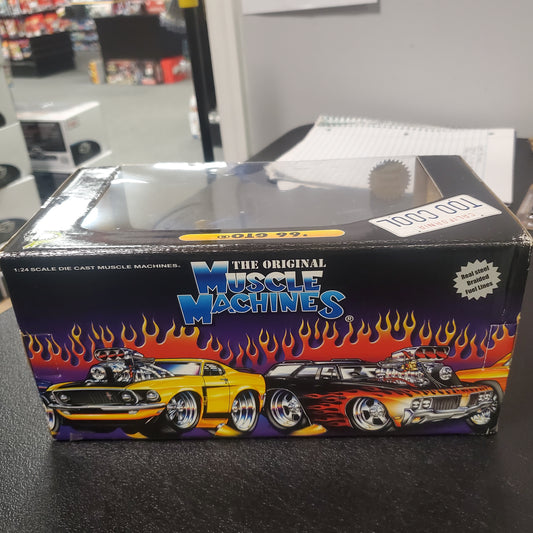 TOO COOL
'66 GTO®
1:24 SCALE DIE CAST MUSCLE MACHINES™
THE ORIGINAL
MUSCLE
MACHINES®
Real steel
Braided
Fuel Lines